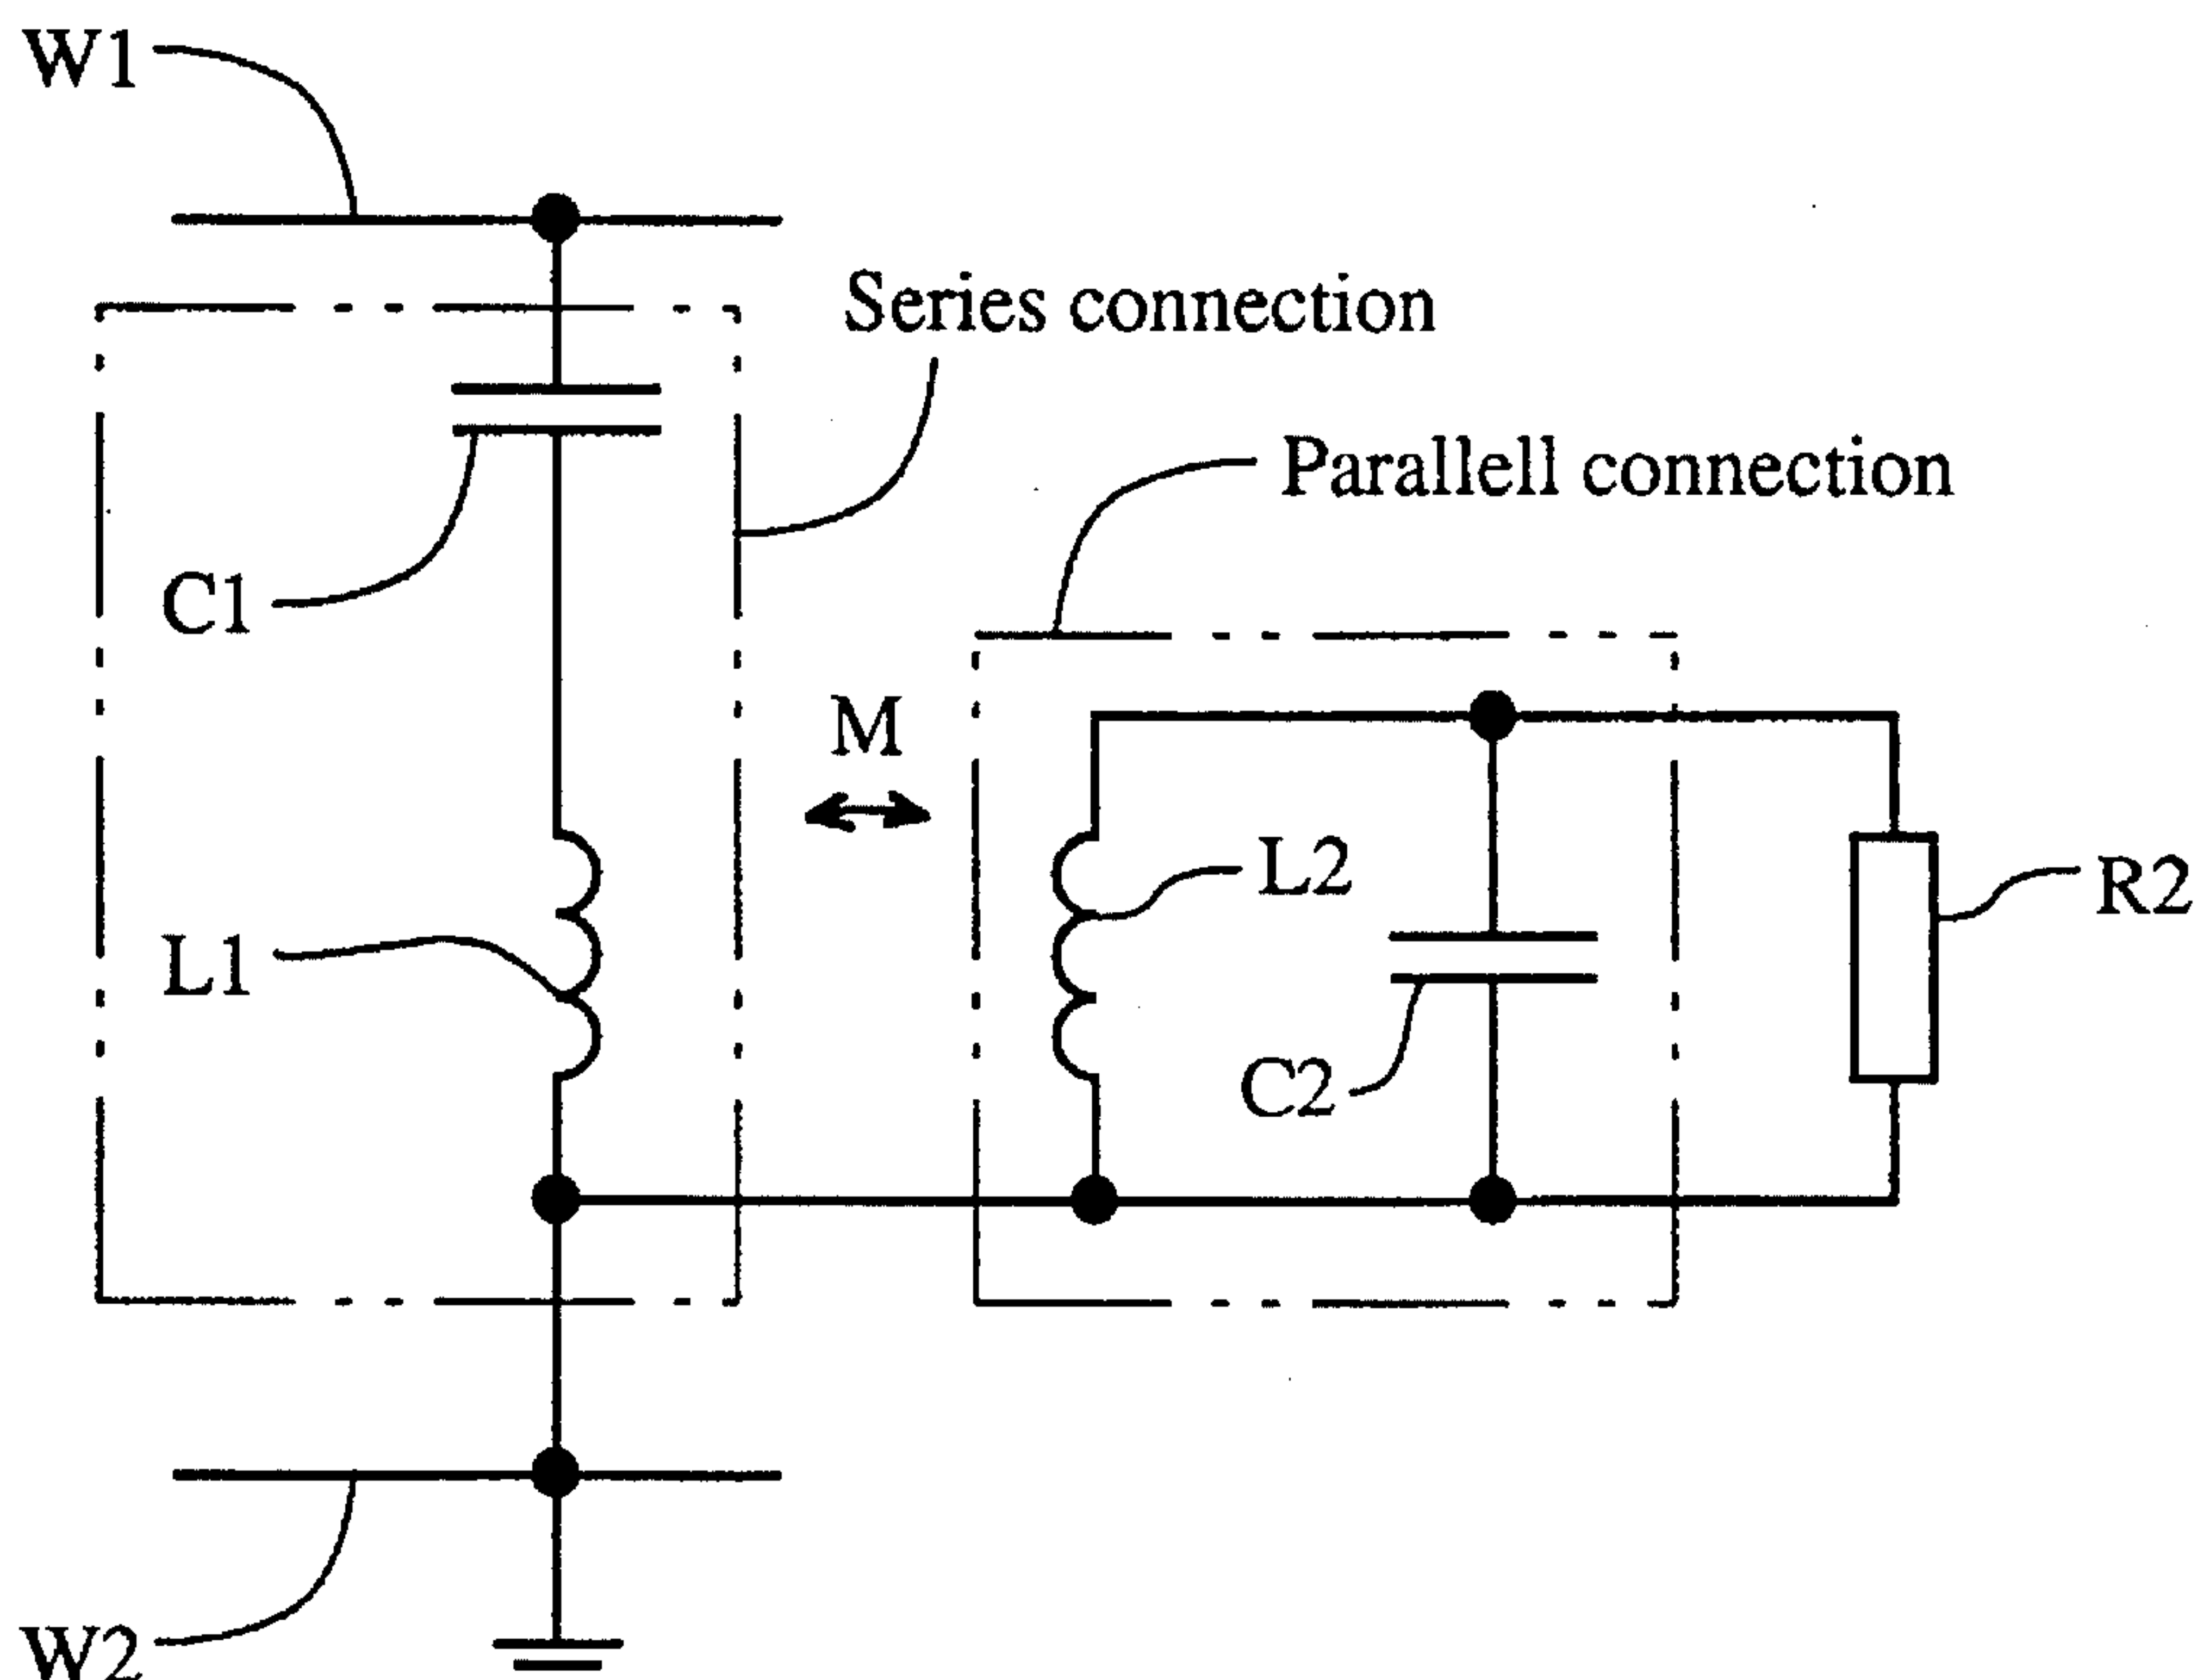 W1
Series connection
Parallell connection
C1
M
L2
R2
L1
C2
W2